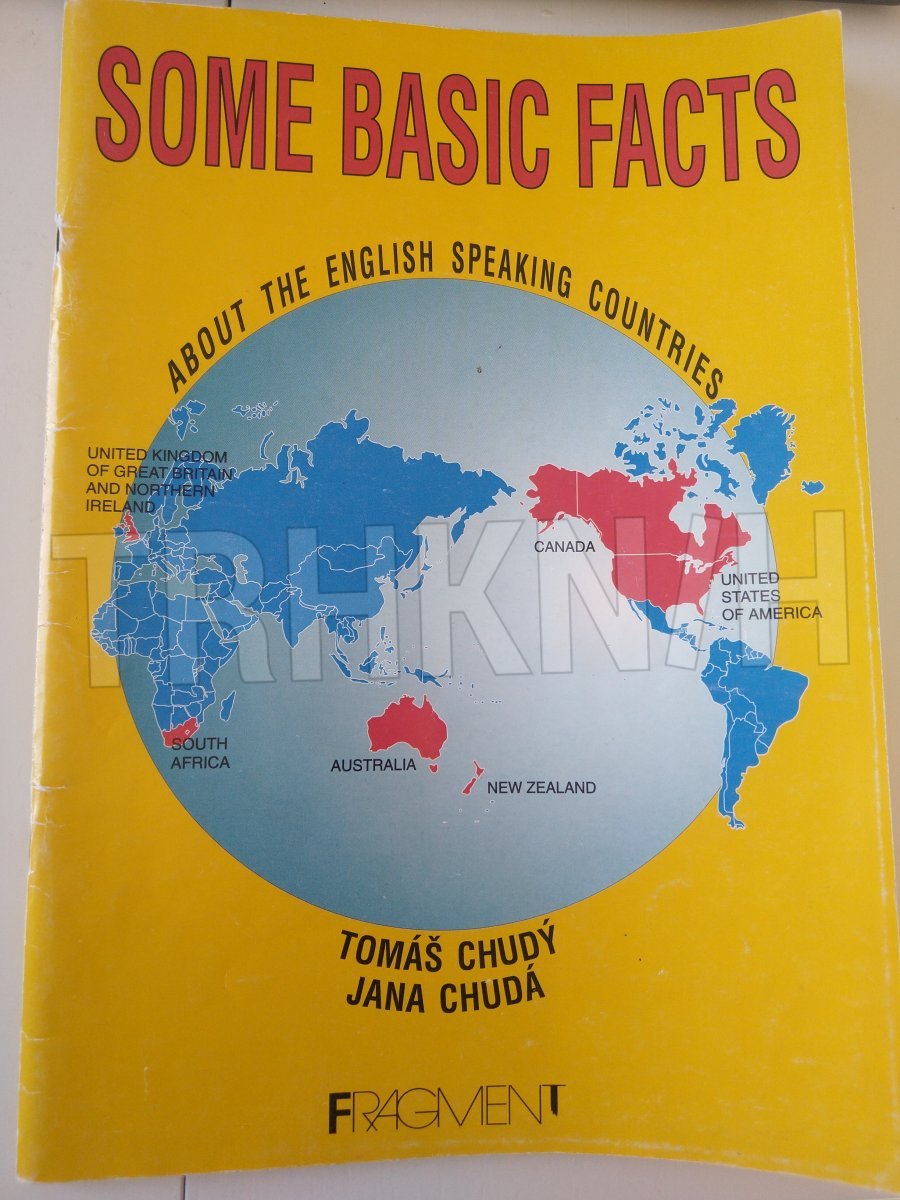 SOME BASIC FACTS
ABOUT THE ENGLISH SPEAKING COUNTRIES
UNITED KINGDOM
OF GREAT BRITAIN
AND NORTHERN
IRELAND
CANADA
UNITED
STATES
OF AMERICA
TRHKNIH
SOUTH
AFRICA
AUSTRALIA
NEW ZEALAND
TOMÁŠ CHUDÝ
JANA CHUDÁ
FRAGMENT